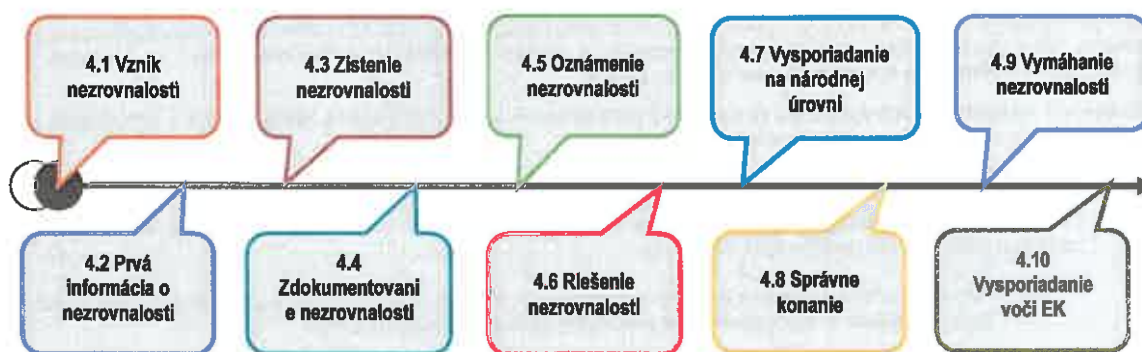 4.1 Vznik
nezrovnalosti
4.3 Zistenie
nezrovnalosti
4.5 Oznámenie
nezrovnalosti
4.7 Vysporiadanie
na národnej
úrovni
4.9 Vymáhanie
nezrovnalosti
4.2 Prvá
informácia o
nezrovnalosti
4.4
Zdokumentovani
e nezrovnalosti
4.6 Riešenie
nezrovnalosti
4.8 Správne
konanie
4.10
Vysporiadanie
voči EK